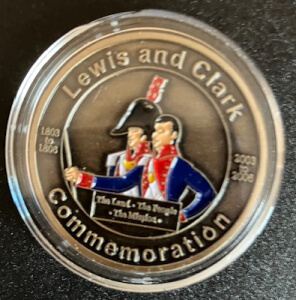 Lewis and Clark
1803
to
1806
2003
to
2006
The Land • The People
• The Mission •
Commemoration